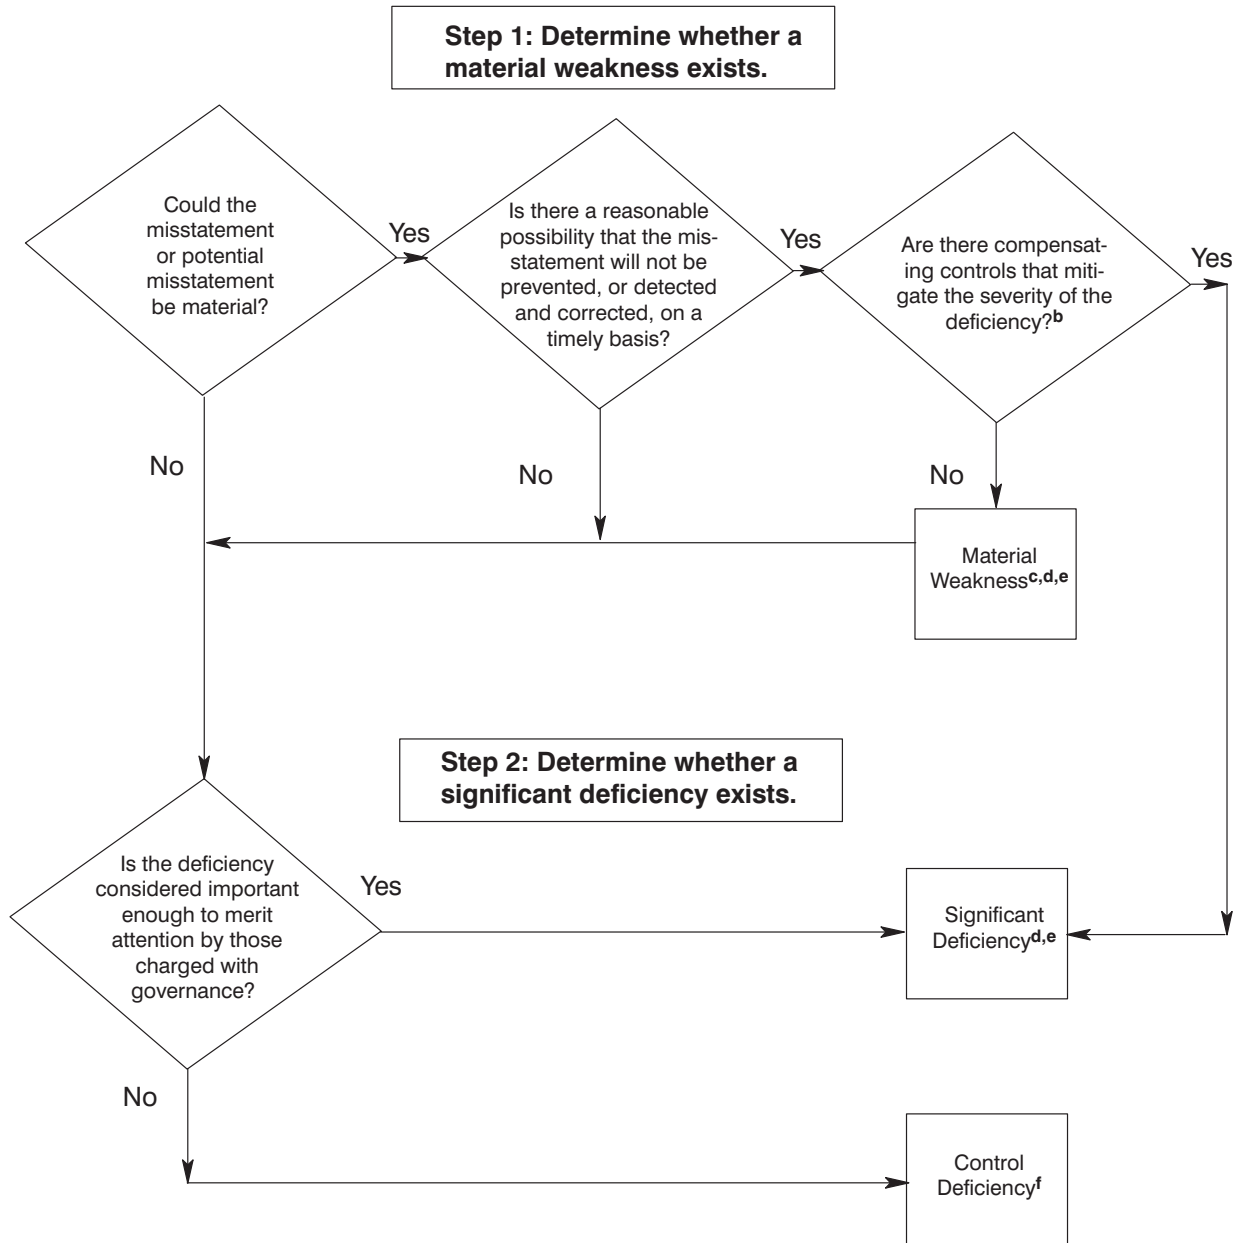 Step 1: Determine whether a
material weakness exists.
Could the
misstatement
or potential
misstatement
be material?
Yes
Is there a reasonable
possibility that the mis-
statement will not be
prevented, or detected
and corrected, on a
timely basis?
Yes
Are there compensat-
ing controls that miti-
gate the severity of the
deficiency?b
Yes
No
No
No
Material
Weaknessc,d,e
Step 2: Determine whether a
significant deficiency exists.
Is the deficiency
considered important
enough to merit
attention by those
charged with
governance?
Yes
Significant
Deficiencyd,e
No
Control
Deficiencyf